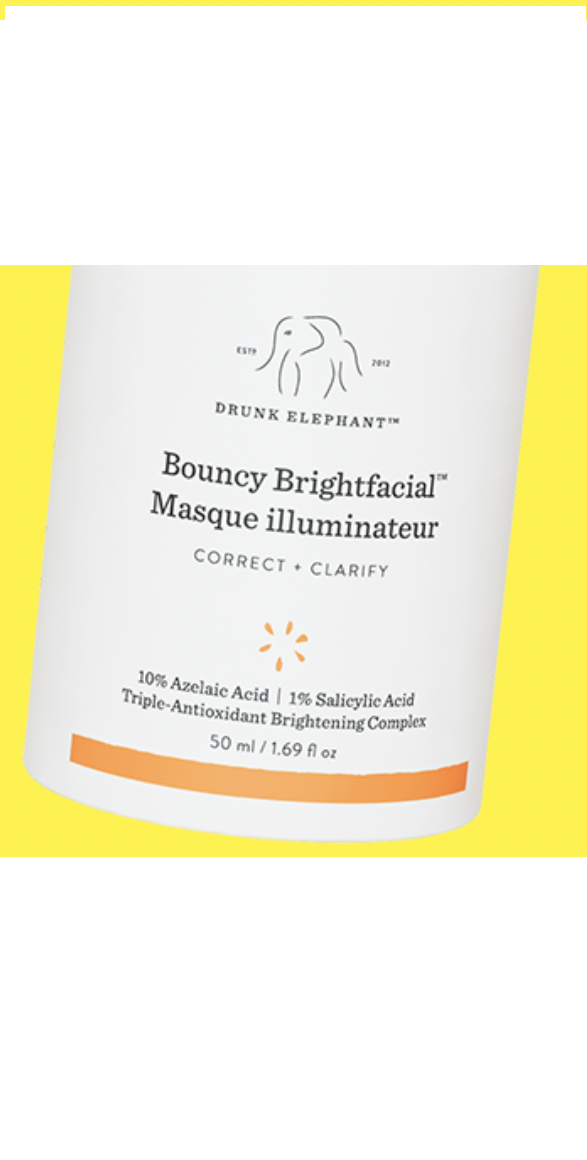 ESTD 2012
DRUNK ELEPHANT™
Bouncy Brightfacial™
Masque illuminateur
CORRECT + CLARIFY
10% Azelaic Acid | 1% Salicylic Acid
Triple-Antioxidant Brightening Complex
50 ml / 1.69 fl oz